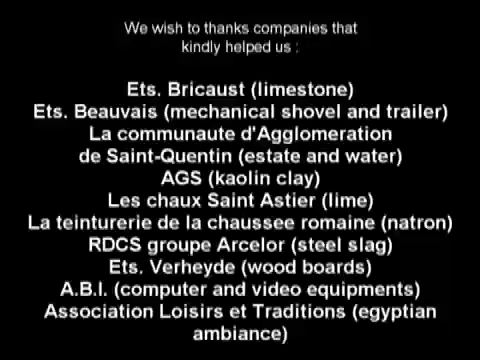 We wish to thanks companies that
kindly helped us :
Ets. Bricaust (limestone)
Ets. Beauvais (mechanical shovel and trailer)
La communaute d'Agglomeration
de Saint-Quentin (estate and water)
AGS (kaolin clay)
Les chaux Saint Astier (lime)
La teinturerie de la chaussee romaine (natron)
RDCS groupe Arcelor (steel slag)
Ets. Verheyde (wood boards)
A.B.I. (computer and video equipments)
Association Loisirs et Traditions (egyptian
ambiance)